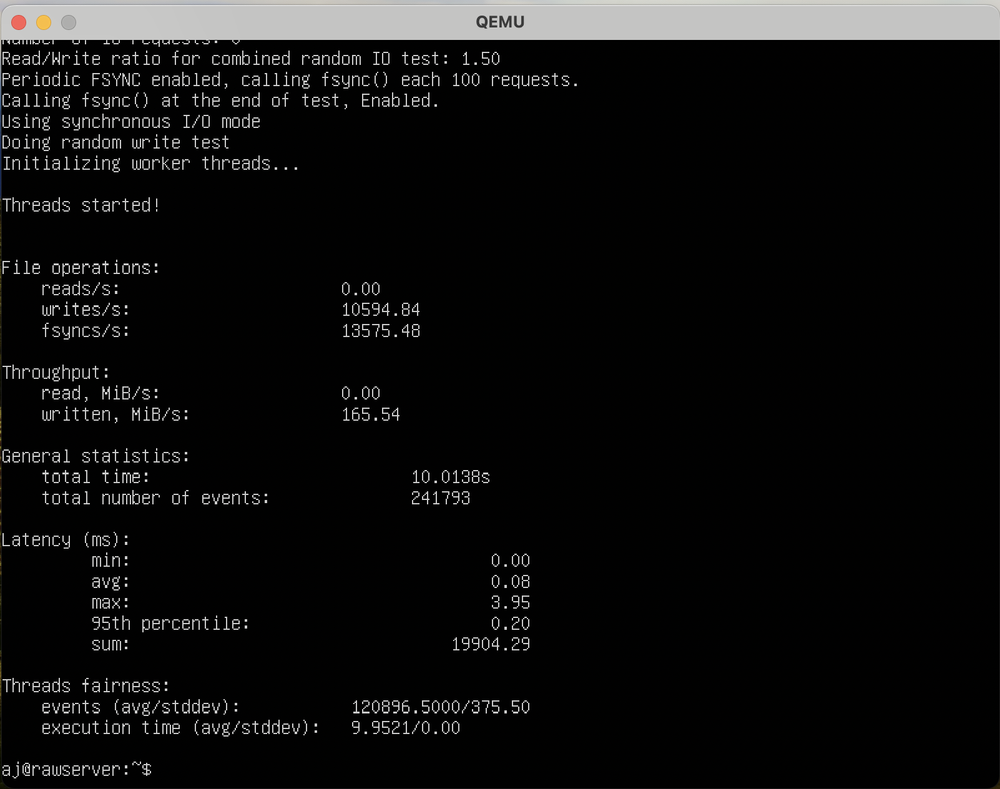 QEMU
Number of IO requests: 0
Read/Write ratio for combined random IO test: 1.50
Periodic FSYNC enabled, calling fsync() each 100 requests.
Calling fsync() at the end of test, Enabled.
Using synchronous I/O mode
Doing random write test
Initializing worker threads...
Threads started!
File operations:
reads/s: 0.00
writes/s: 10594.84
fsyncs/s: 13575.48
Throughput:
read, MiB/s: 0.00
written, MiB/s: 165.54
General statistics:
total time: 10.0138s
total number of events: 241793
Latency (ms):
min: 0.00
avg: 0.08
max: 3.95
95th percentile: 0.20
sum: 19904.29
Threads fairness:
events (avg/stddev): 120896.5000/375.50
execution time (avg/stddev): 9.9521/0.00
aj@rawserver:~$